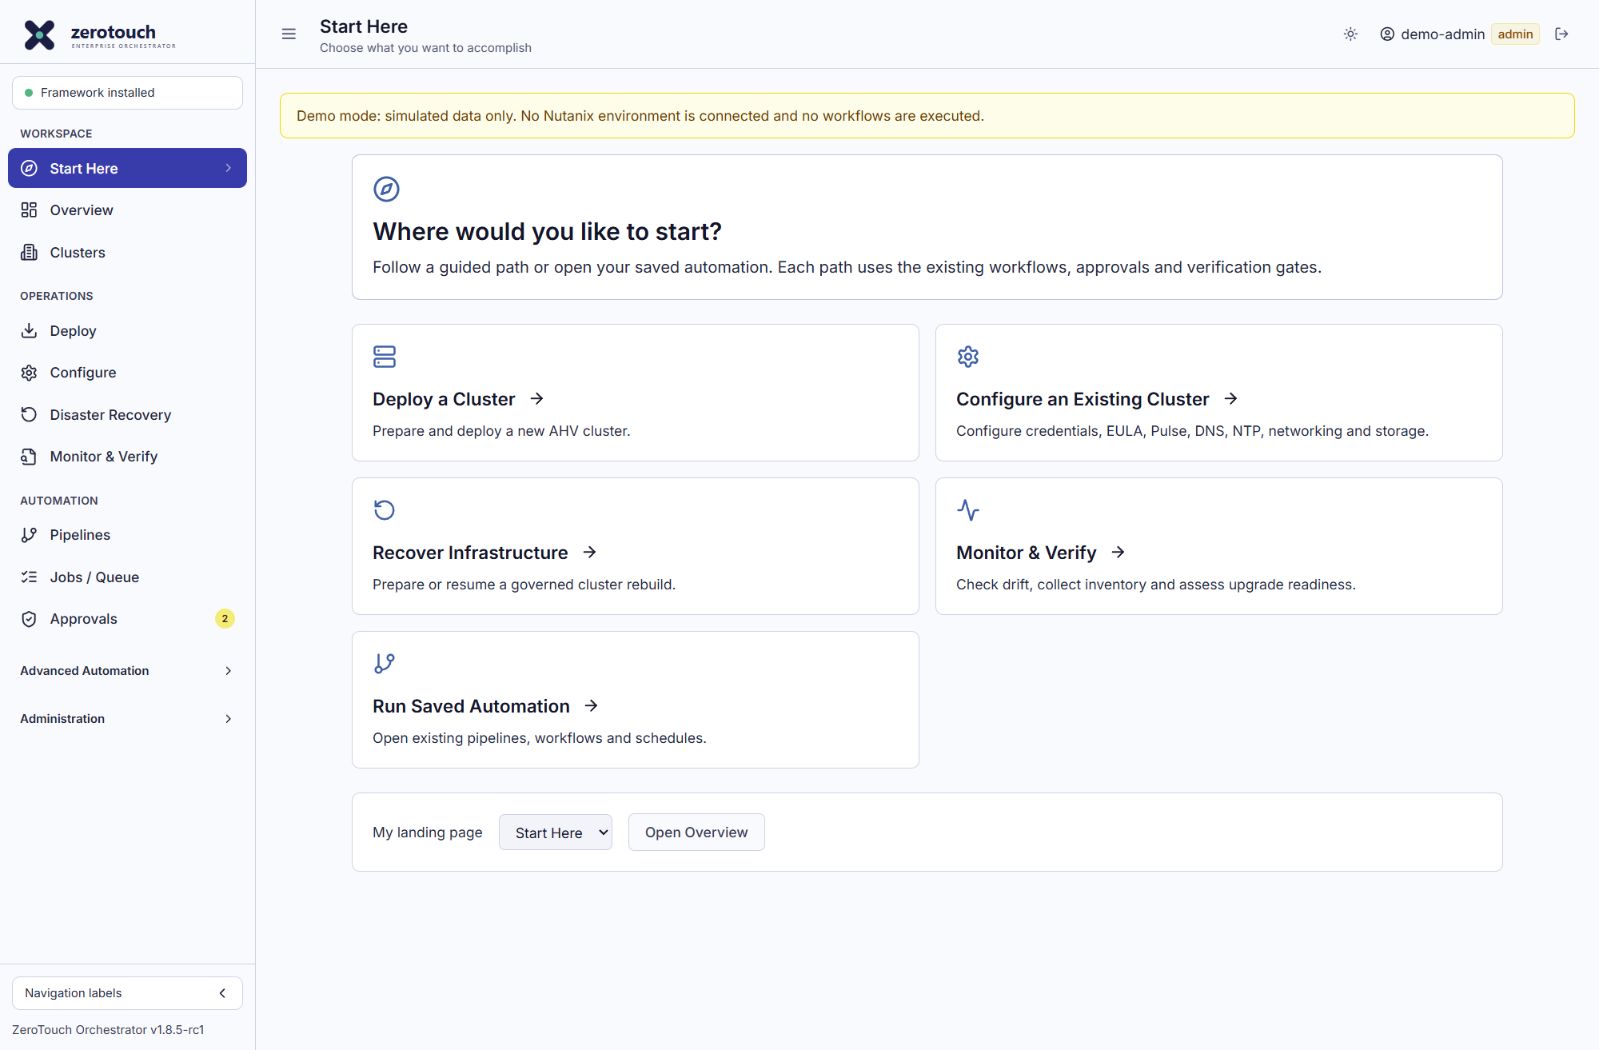 zerotouch
ENTERPRISE ORCHESTRATOR
Framework installed
WORKSPACE
Start Here
Overview
Clusters
OPERATIONS
Deploy
Configure
Disaster Recovery
Monitor & Verify
AUTOMATION
Pipelines
Jobs / Queue
Approvals 2
Advanced Automation
Administration
Navigation labels
ZeroTouch Orchestrator v1.8.5-rc1
Start Here
Choose what you want to accomplish
demo-admin admin
Demo mode: simulated data only. No Nutanix environment is connected and no workflows are executed.
Where would you like to start?
Follow a guided path or open your saved automation. Each path uses the existing workflows, approvals and verification gates.
Deploy a Cluster
Prepare and deploy a new AHV cluster.
Configure an Existing Cluster
Configure credentials, EULA, Pulse, DNS, NTP, networking and storage.
Recover Infrastructure
Prepare or resume a governed cluster rebuild.
Monitor & Verify
Check drift, collect inventory and assess upgrade readiness.
Run Saved Automation
Open existing pipelines, workflows and schedules.
My landing page Start Here Open Overview